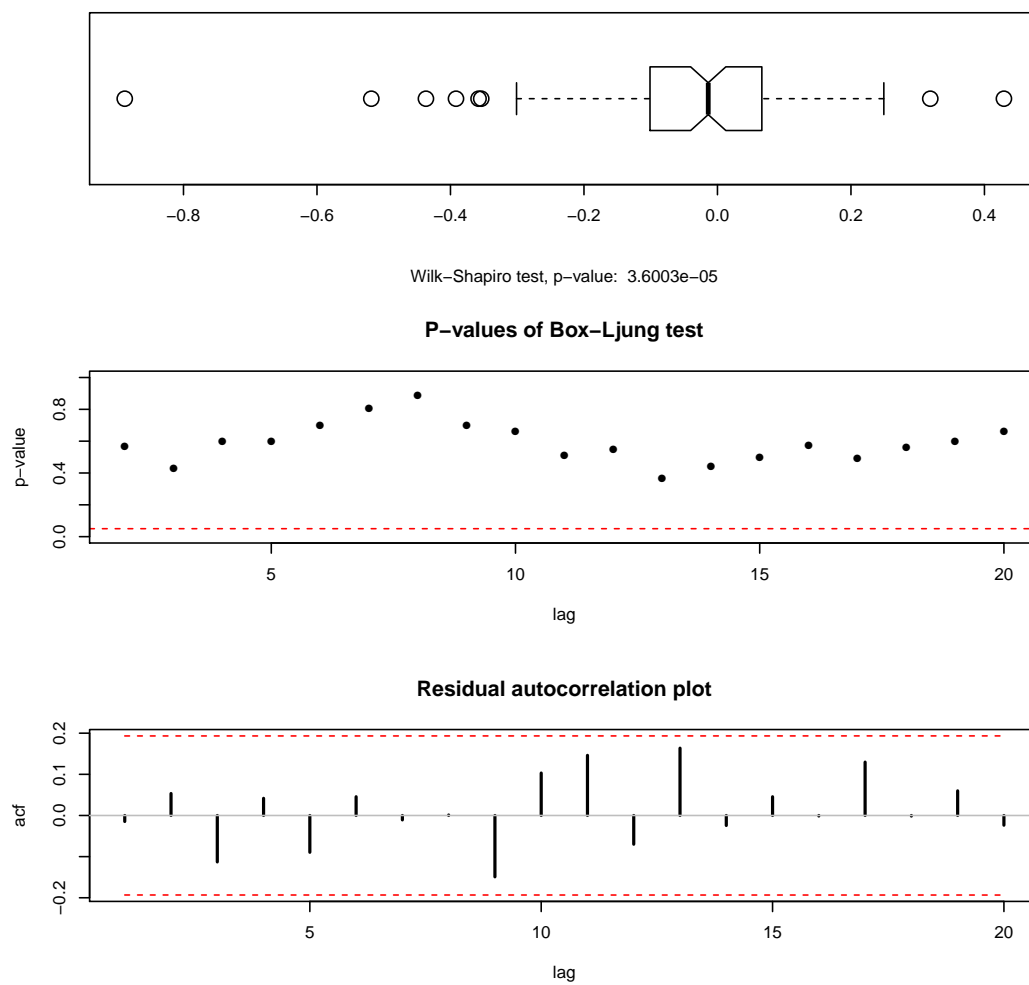 −0.8 −0.6 −0.4 −0.2 0.0 0.2 0.4
Wilk−Shapiro test, p−value: 3.6003e−05
P−values of Box−Ljung test
0.8
0.4
0.0
p−value
5 10 15 20
lag
Residual autocorrelation plot
0.2
0.1
0.0
−0.2
acf
5 10 15 20
lag